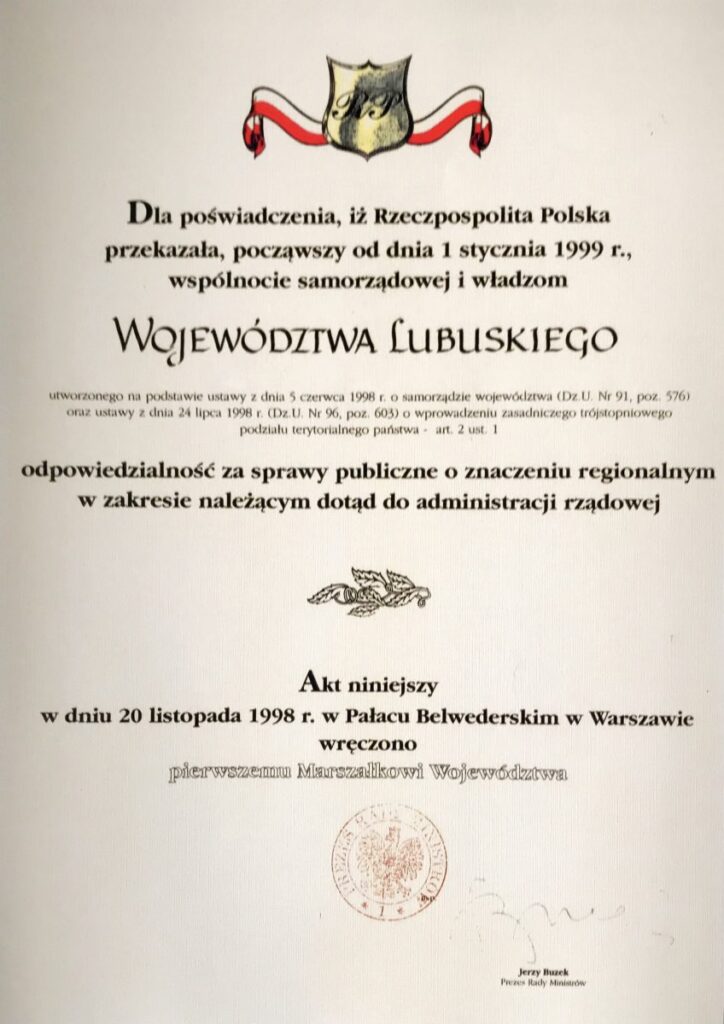 RP
Dla poświadczenia, iż Rzeczpospolita Polska
przekazała, począwszy od dnia 1 stycznia 1999 r.,
wspólnocie samorządowej i władzom
WOJEWÓDZTWA LUBUSKIEGO
utworzonego na podstawie ustawy z dnia 5 czerwca 1998 r. o samorządzie województwa (Dz.U. Nr 91, poz. 576)
oraz ustawy z dnia 24 lipca 1998 r. (Dz.U. Nr 96, poz. 603) o wprowadzeniu zasadniczego trójstopniowego
podziału terytorialnego państwa - art. 2 ust. 1
odpowiedzialność za sprawy publiczne o znaczeniu regionalnym
w zakresie należącym dotąd do administracji rządowej
Akt niniejszy
w dniu 20 listopada 1998 r. w Pałacu Belwederskim w Warszawie
wręczono
pierwszemu Marszałkowi Województwa
PREZES RADY MINISTRÓW
* 1 *
Jerzy Buzek
Prezes Rady Ministrów